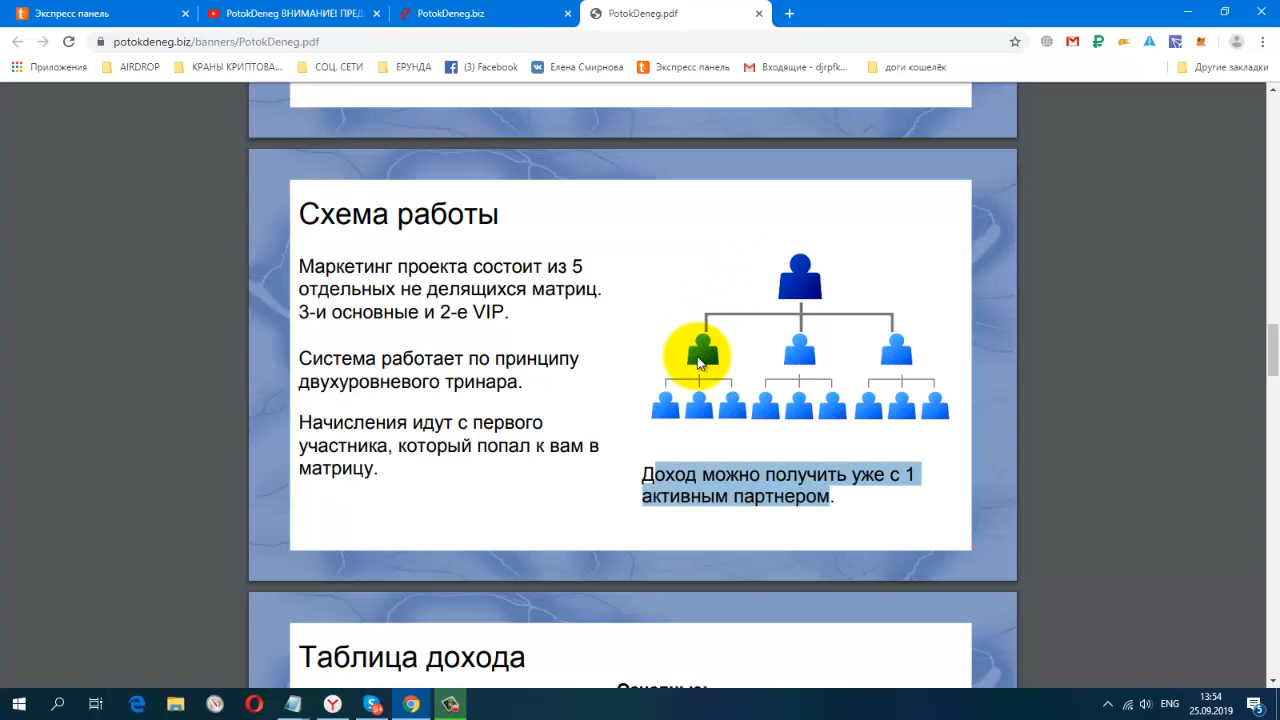 Экспресс панель
PotokDeneg ВНИМАНИЕ! ПРЕД
PotokDeneg.biz
PotokDeneg.pdf
potokdeneg.biz/banners/PotokDeneg.pdf
Приложения
AIRDROP
КРАНЫ КРИПТОВА...
СОЦ. СЕТИ
ЕРУНДА
(3) Facebook
Елена Смирнова
Экспресс панель
Входящие - djrpfk...
доги кошелёк
Другие закладки
Схема работы
Маркетинг проекта состоит из 5
отдельных не делящихся матриц.
3-и основные и 2-е VIP.
Система работает по принципу
двухуровневого тринара.
Начисления идут с первого
участника, который попал к вам в
матрицу.
Доход можно получить уже с 1
активным партнером.
Таблица дохода
ENG
13:54
25.09.2019